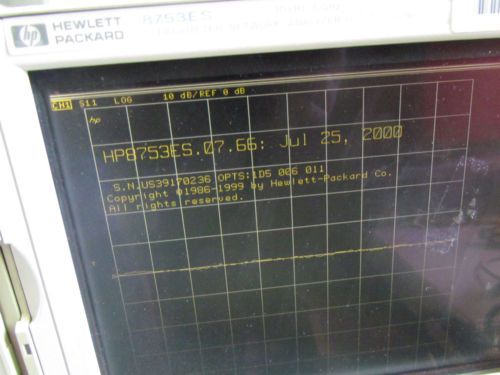 hp HEWLETT PACKARD 8753ES
CH1 S11 LOG 10 dB/REF 0 dB
hp
HP8753ES.07.66: Jul 25, 2000
S.N.US39170236 OPTS:1D5 006 011
Copyright ©1986-1999 by Hewlett-Packard Co.
All rights reserved.